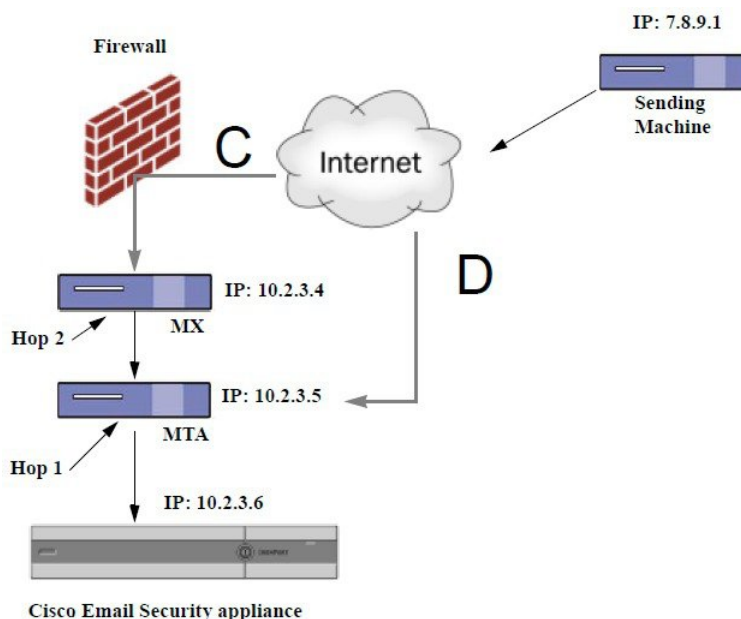 IP: 7.8.9.1
Firewall
Sending
Machine
C
Internet
D
IP: 10.2.3.4
Hop 2
MX
IP: 10.2.3.5
MTA
Hop 1
IP: 10.2.3.6
Cisco Email Security appliance